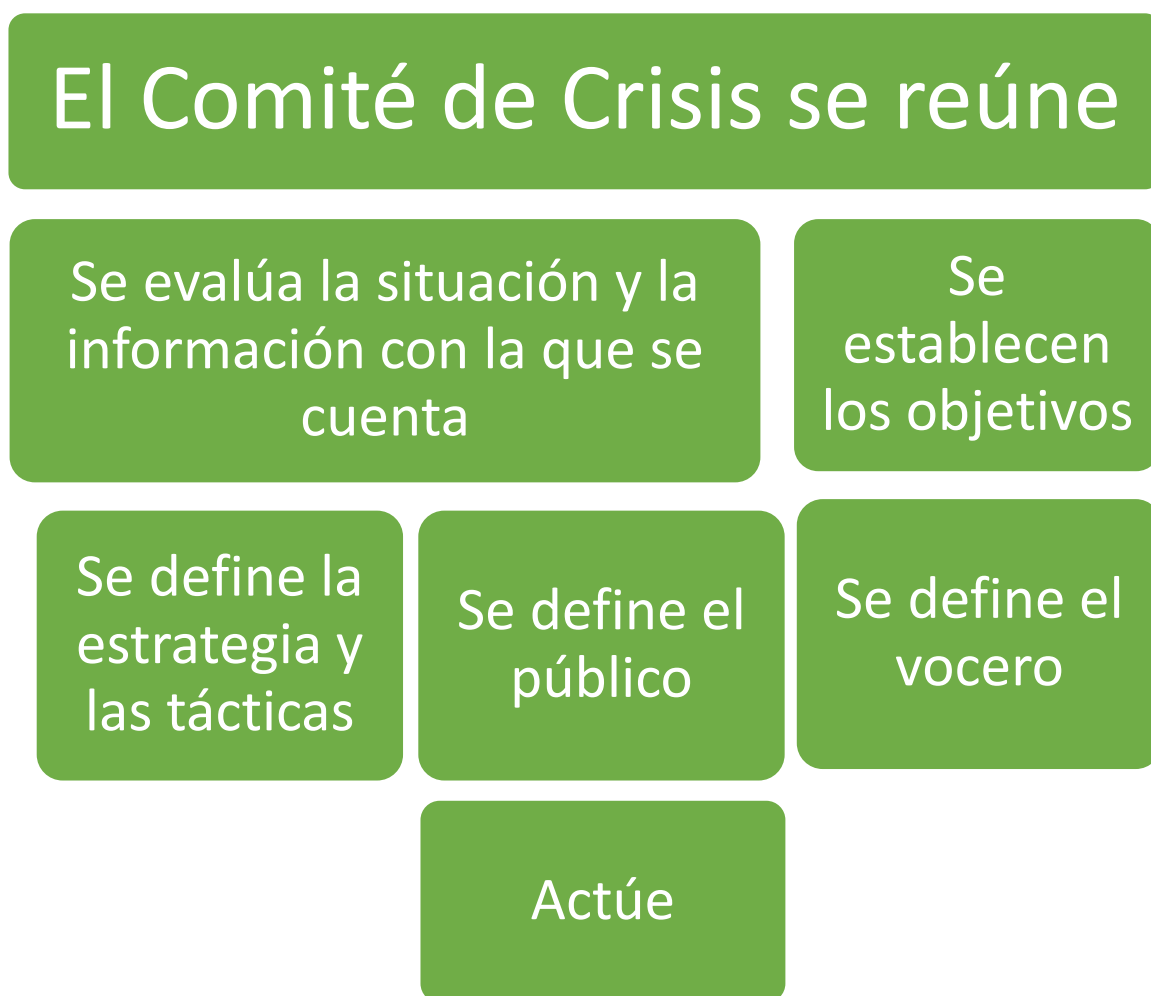 El Comité de Crisis se reúne
Se evalúa la situación y la
información con la que se
cuenta
Se
establecen
los objetivos
Se define la
estrategia y
las tácticas
Se define el
público
Se define el
vocero
Actúe